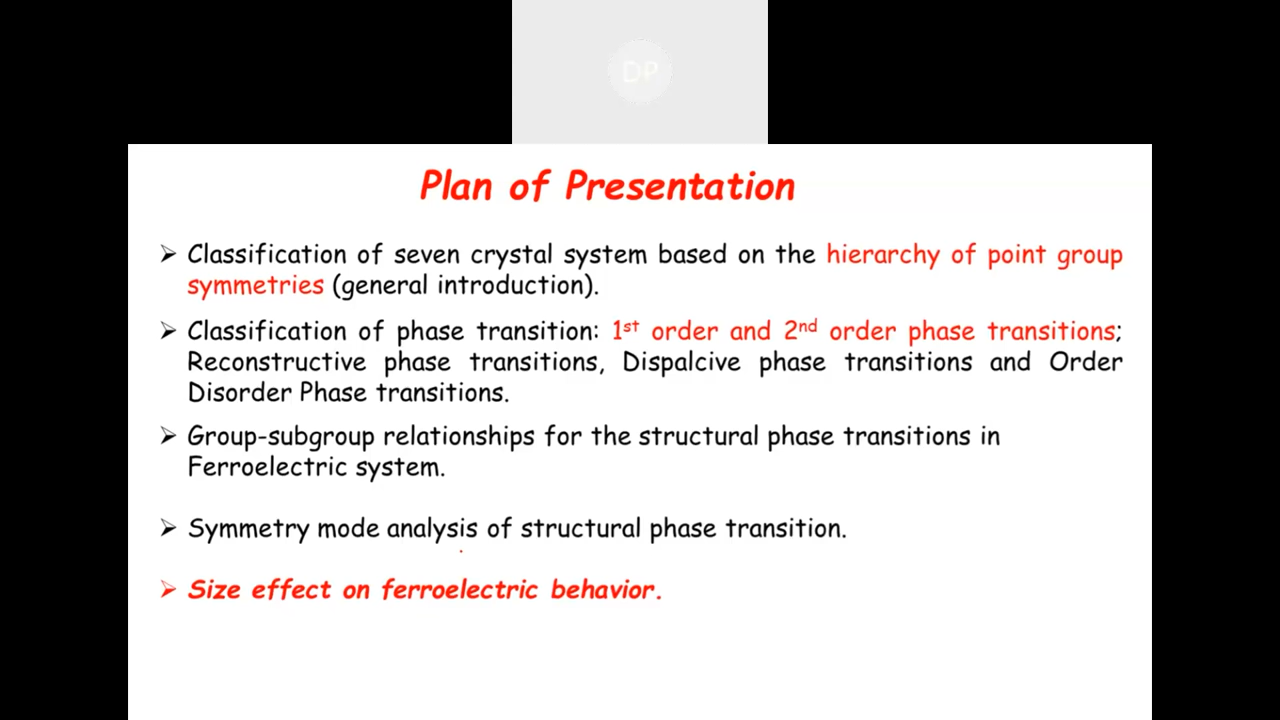 DP
Plan of Presentation
➢ Classification of seven crystal system based on the hierarchy of point group
symmetries (general introduction).
➢ Classification of phase transition: 1st order and 2nd order phase transitions;
Reconstructive phase transitions, Dispalcive phase transitions and Order
Disorder Phase transitions.
➢ Group-subgroup relationships for the structural phase transitions in
Ferroelectric system.
➢ Symmetry mode analysis of structural phase transition.
➢ Size effect on ferroelectric behavior.